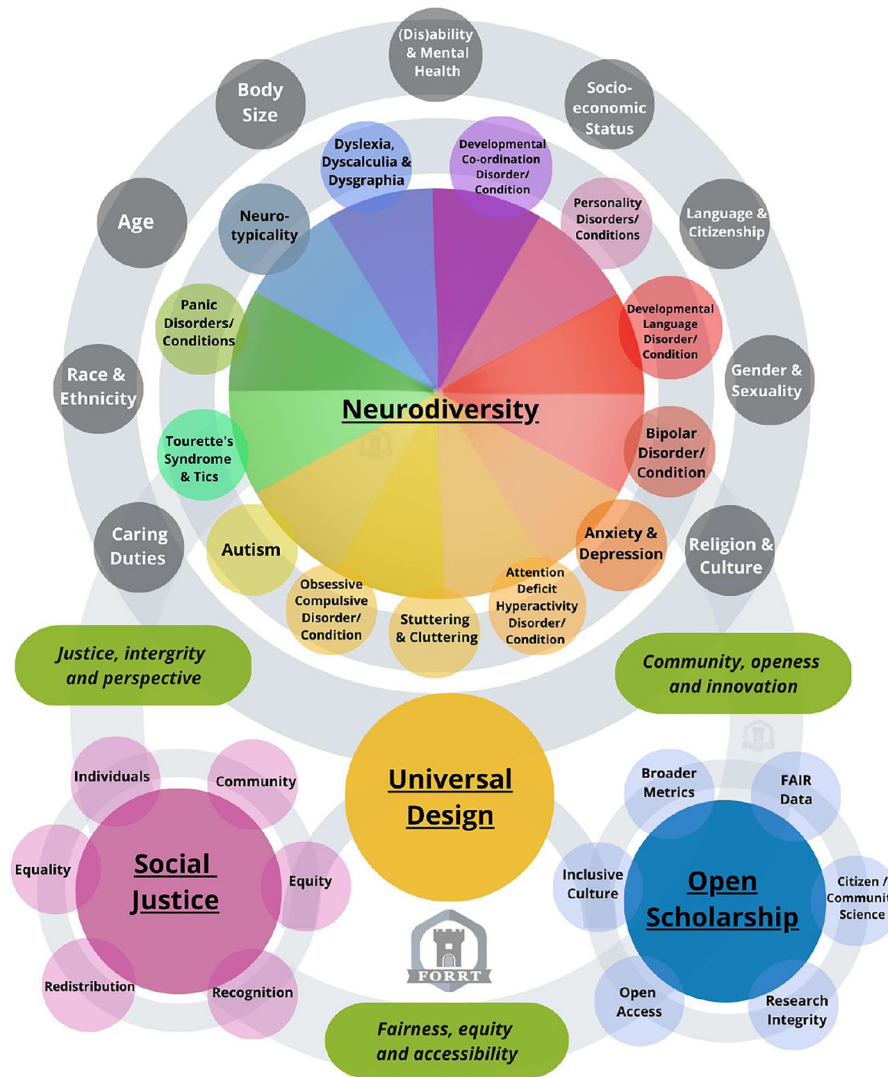 (Dis)ability
& Mental
Health
Body
Size
Socio-
economic
Status
Dyslexia,
Dyscalculia &
Dysgraphia
Developmental
Co-ordination
Disorder/
Condition
Age
Neuro-
typicality
Personality
Disorders/
Conditions
Language &
Citizenship
Panic
Disorders/
Conditions
Developmental
Language
Disorder/
Condition
Race &
Ethnicity
Neurodiversity
Gender &
Sexuality
Tourette's
Syndrome
& Tics
Bipolar
Disorder/
Condition
Caring
Duties
Autism
Anxiety &
Depression
Religion &
Culture
Obsessive
Compulsive
Disorder/
Condition
Stuttering
& Cluttering
Attention
Deficit
Hyperactivity
Disorder/
Condition
Justice, intergrity
and perspective
Community, openess
and innovation
Universal
Design
Individuals
Community
Equality
Social
Justice
Equity
Redistribution
Recognition
Broader
Metrics
FAIR
Data
Inclusive
Culture
Open
Scholarship
Citizen /
Community
Science
Open
Access
Research
Integrity
FORRT
Fairness, equity
and accessibility